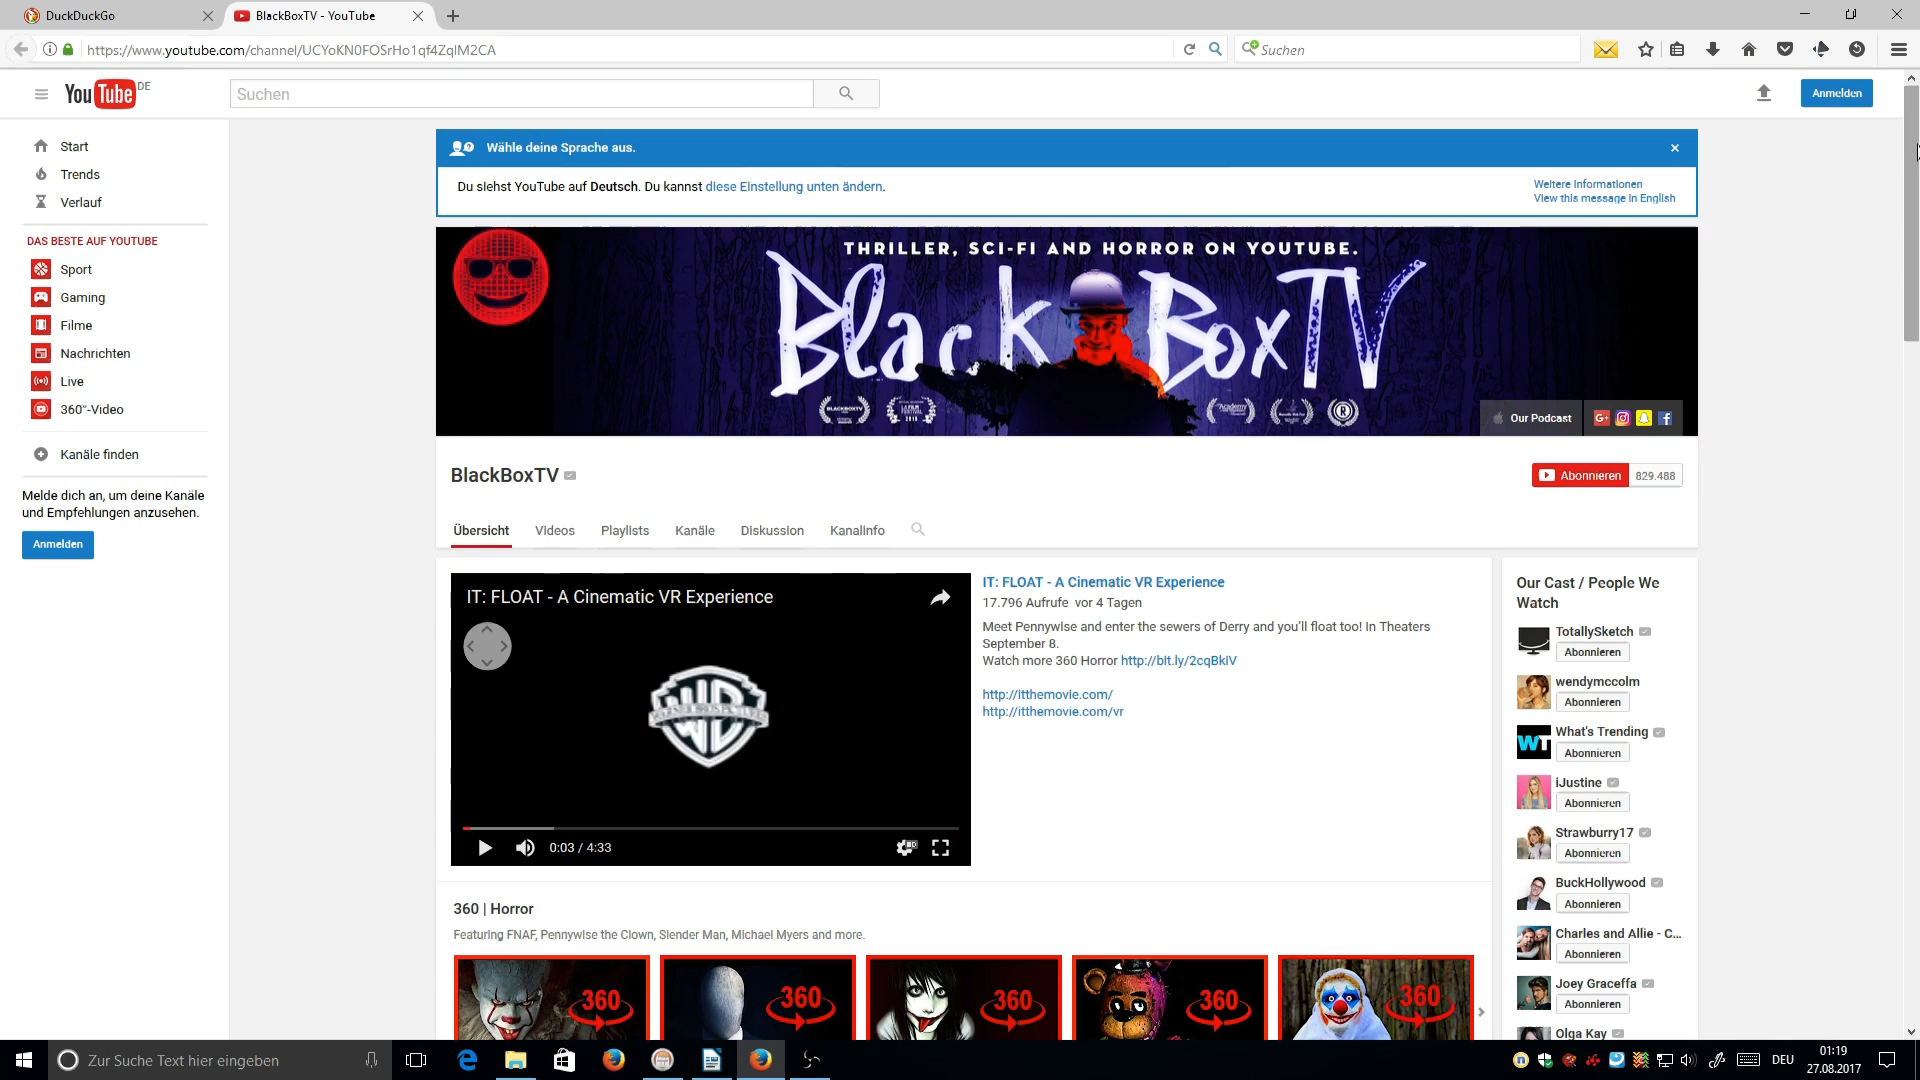 DuckDuckGo
BlackBoxTV - YouTube
https://www.youtube.com/channel/UCYoKN0FOSrHo1qf4ZqIM2CA
Suchen
YouTube DE
Suchen
Anmelden
Start
Trends
Verlauf
DAS BESTE AUF YOUTUBE
Sport
Gaming
Filme
Nachrichten
Live
360°-Video
Kanäle finden
Melde dich an, um deine Kanäle
und Empfehlungen anzusehen.
Anmelden
Wähle deine Sprache aus.
Du siehst YouTube auf Deutsch. Du kannst diese Einstellung unten ändern.
Weitere Informationen
View this message in English
THRILLER, SCI-FI AND HORROR ON YOUTUBE.
BlackBoxTV
Our Podcast
BlackBoxTV
Abonnieren 829.488
Übersicht
Videos
Playlists
Kanäle
Diskussion
Kanalinfo
IT: FLOAT - A Cinematic VR Experience
WB
0:03 / 4:33
IT: FLOAT - A Cinematic VR Experience
17.796 Aufrufe vor 4 Tagen
Meet Pennywise and enter the sewers of Derry and you'll float too! In Theaters
September 8.
Watch more 360 Horror http://bit.ly/2cqBkIV
http://itthemovie.com/
http://itthemovie.com/vr
360 | Horror
Featuring FNAF, Pennywise the Clown, Slender Man, Michael Myers and more.
360
360
360
360
360
Our Cast / People We
Watch
TotallySketch
Abonnieren
wendymccolm
Abonnieren
WT
What's Trending
Abonnieren
iJustine
Abonnieren
Strawburry17
Abonnieren
BuckHollywood
Abonnieren
Charles and Allie - C...
Abonnieren
Joey Graceffa
Abonnieren
Olga Kay
Zur Suche Text hier eingeben
DEU
01:19
27.08.2017